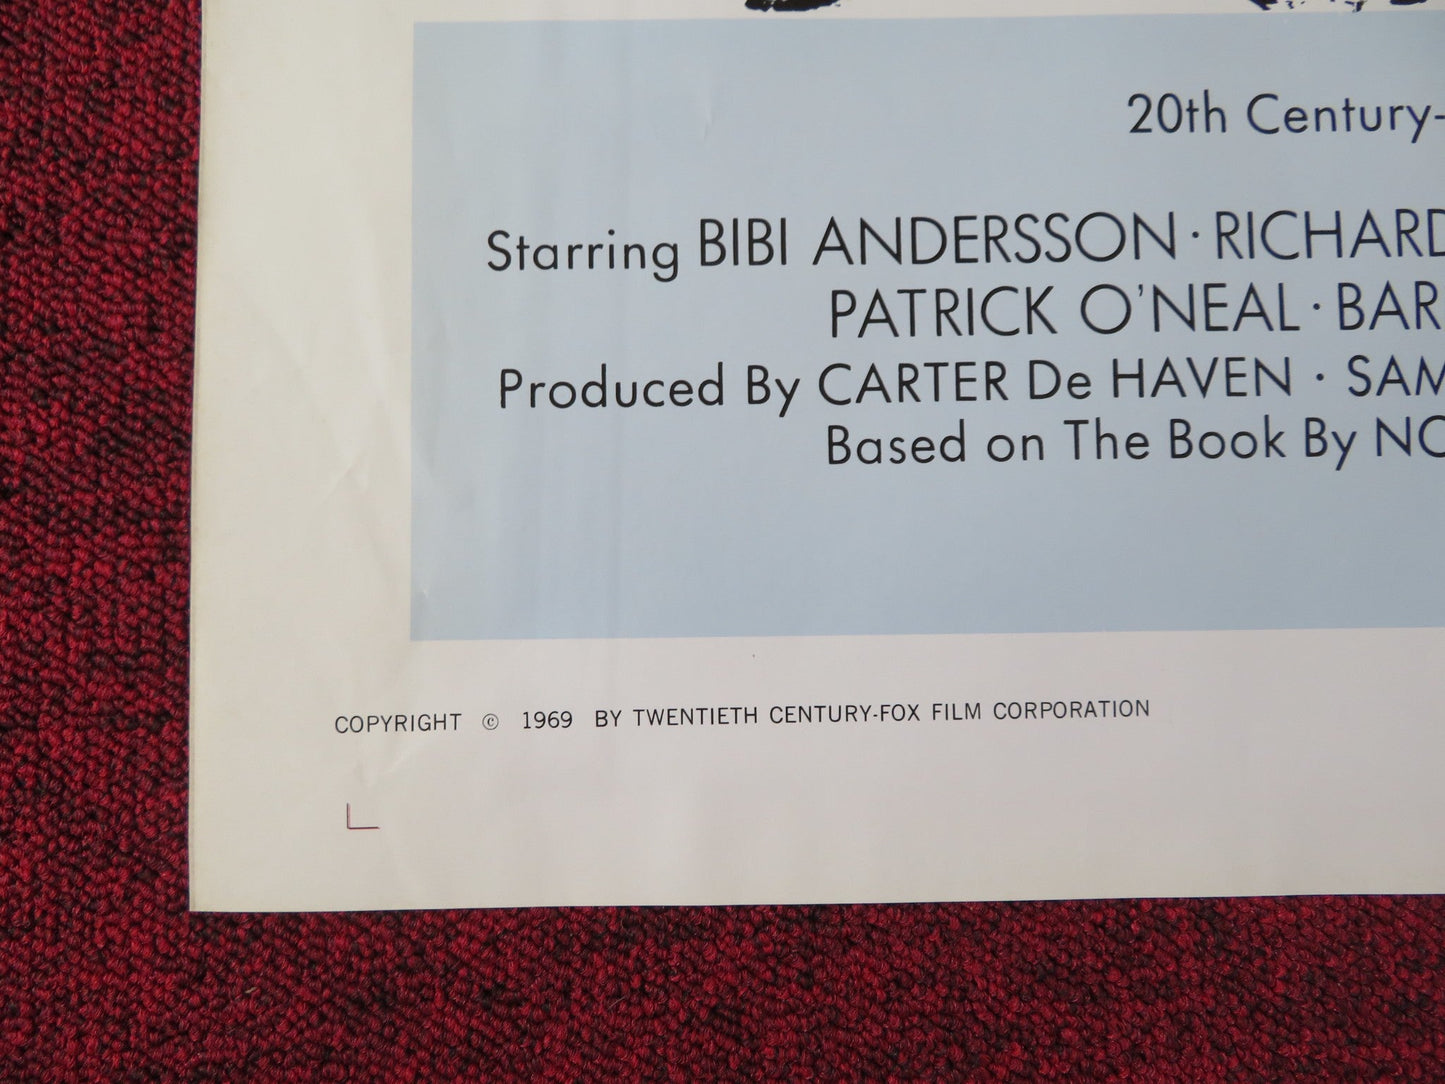 20th Century-
Starring BIBI ANDERSSON · RICHARD
PATRICK O'NEAL · BAR
Produced By CARTER De HAVEN · SAM
Based on The Book By NO
COPYRIGHT © 1969 BY TWENTIETH CENTURY-FOX FILM CORPORATION